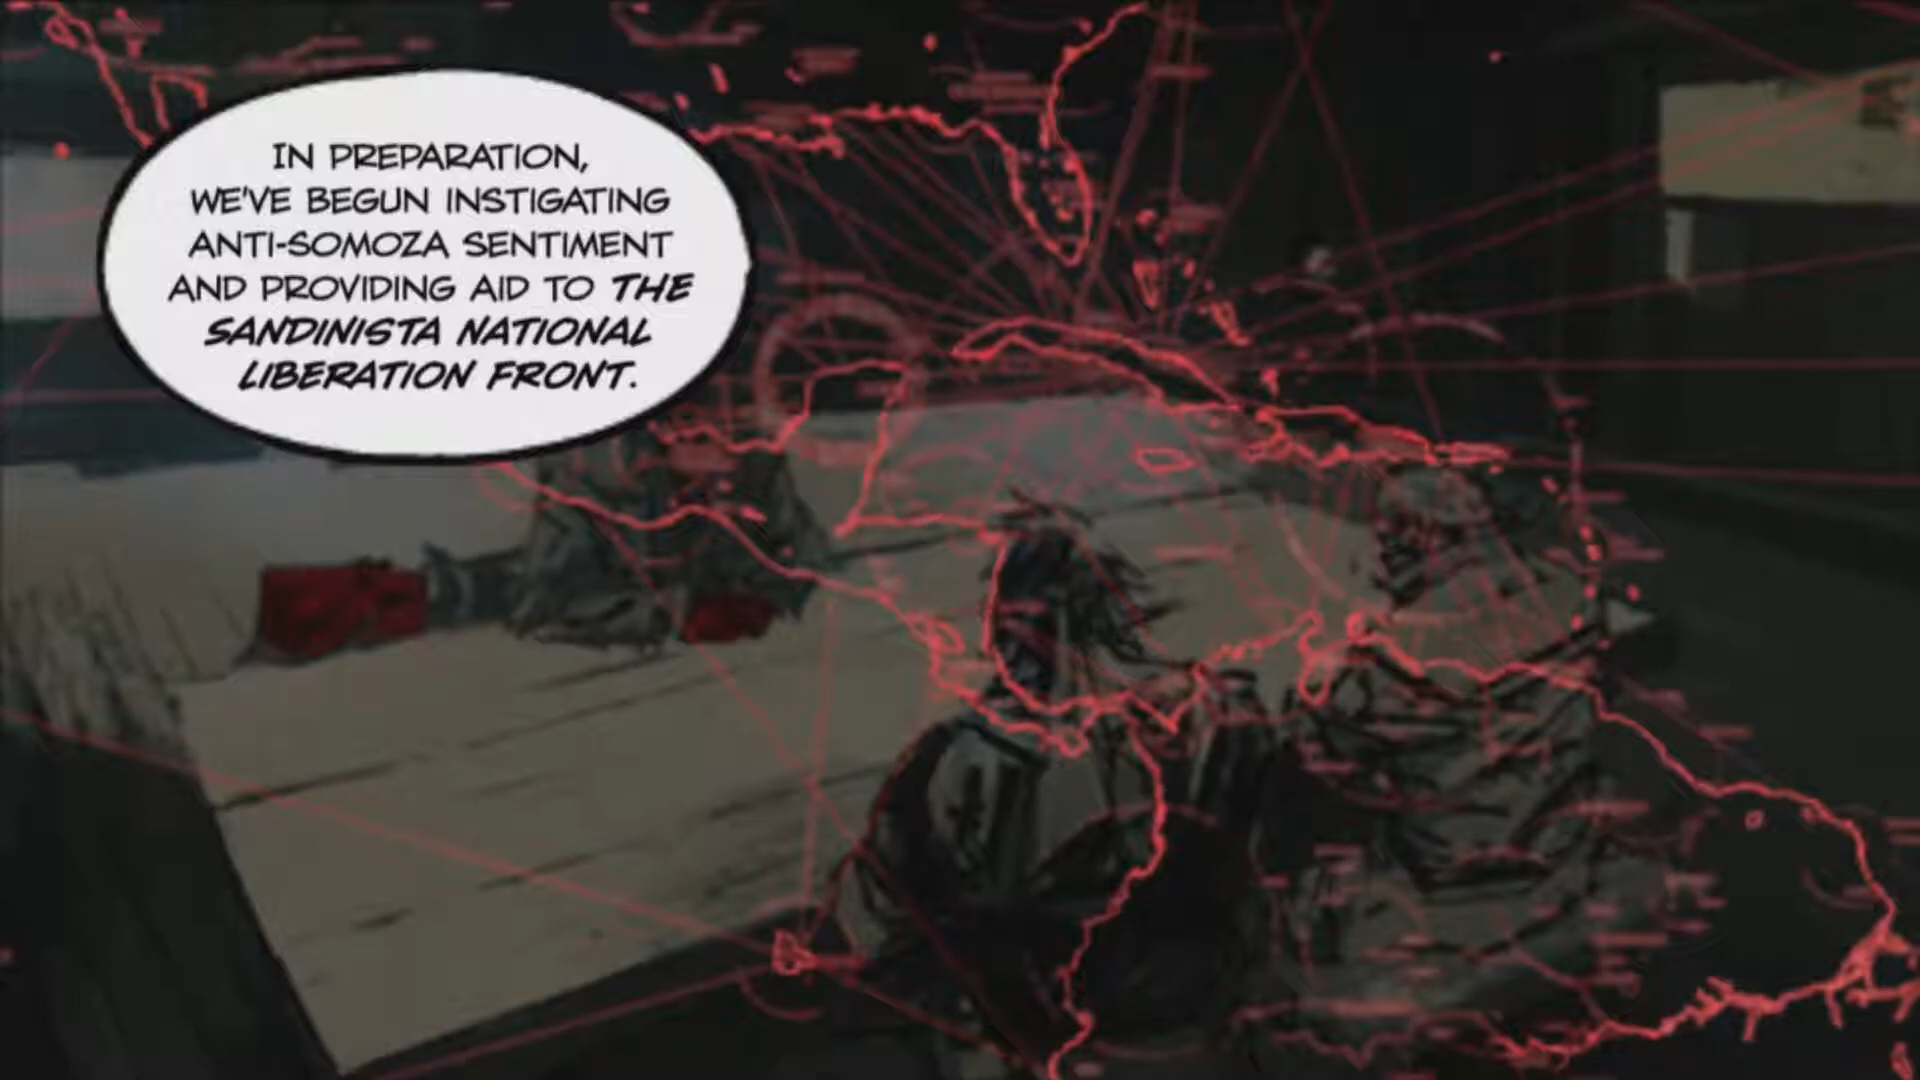 IN PREPARATION,
WE'VE BEGUN INSTIGATING
ANTI-SOMOZA SENTIMENT
AND PROVIDING AID TO THE
SANDINISTA NATIONAL
LIBERATION FRONT.